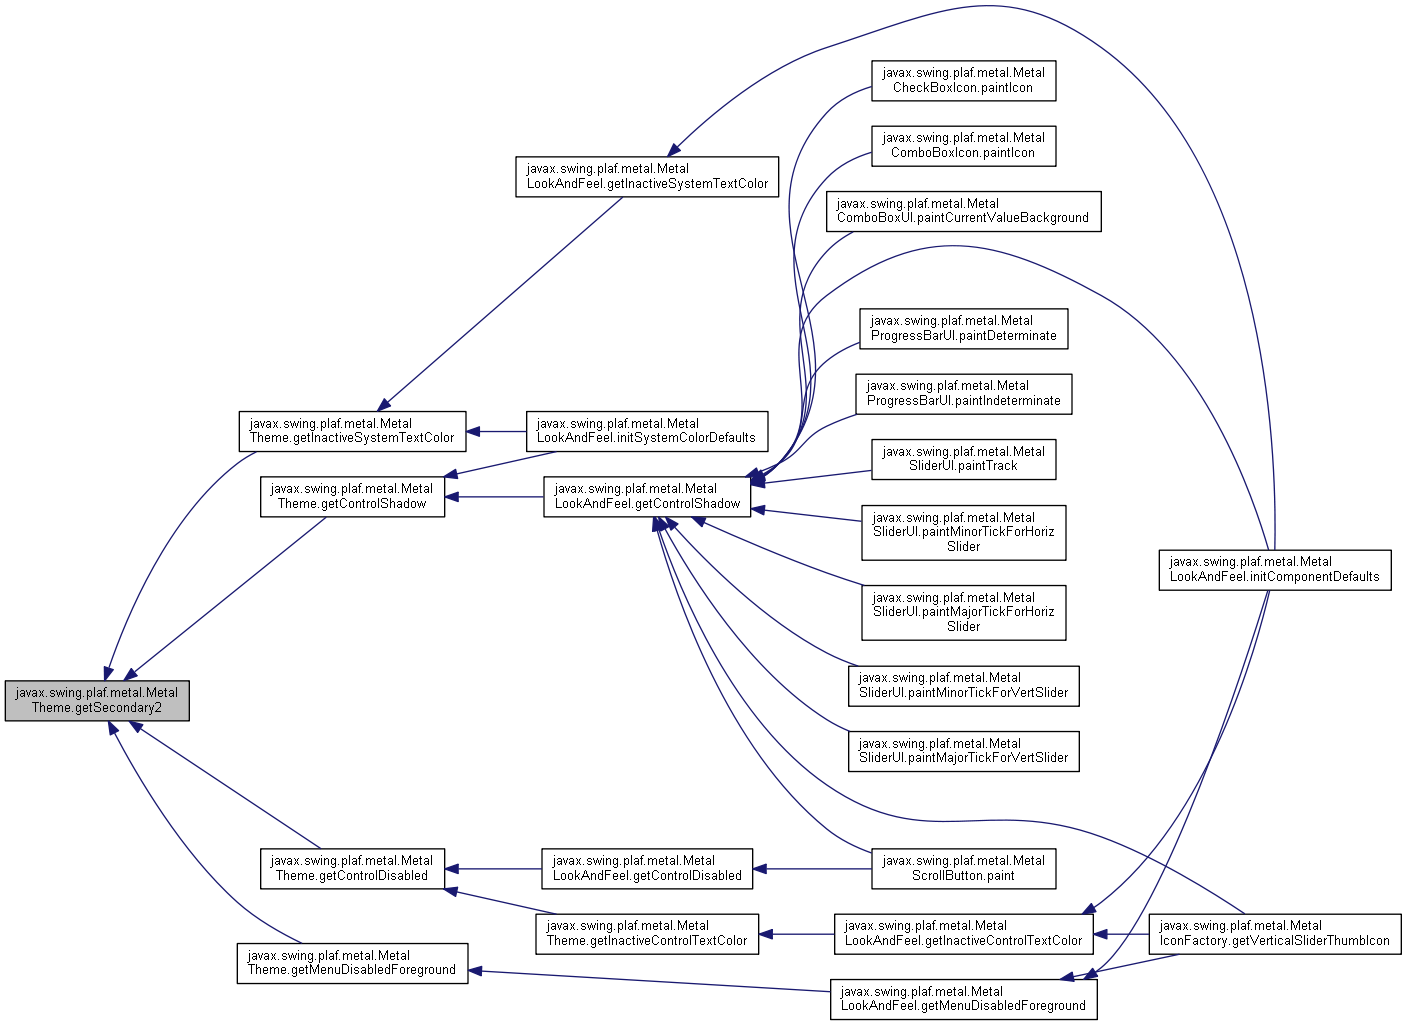 javax.swing.plaf.metal.Metal
CheckBoxIcon.paintIcon
javax.swing.plaf.metal.Metal
ComboBoxIcon.paintIcon
javax.swing.plaf.metal.Metal
LookAndFeel.getInactiveSystemTextColor
javax.swing.plaf.metal.Metal
ComboBoxUI.paintCurrentValueBackground
javax.swing.plaf.metal.Metal
ProgressBarUI.paintDeterminate
javax.swing.plaf.metal.Metal
ProgressBarUI.paintIndeterminate
javax.swing.plaf.metal.Metal
Theme.getInactiveSystemTextColor
javax.swing.plaf.metal.Metal
LookAndFeel.initSystemColorDefaults
javax.swing.plaf.metal.Metal
SliderUI.paintTrack
javax.swing.plaf.metal.Metal
Theme.getControlShadow
javax.swing.plaf.metal.Metal
LookAndFeel.getControlShadow
javax.swing.plaf.metal.Metal
SliderUI.paintMinorTickForHoriz
Slider
javax.swing.plaf.metal.Metal
LookAndFeel.initComponentDefaults
javax.swing.plaf.metal.Metal
SliderUI.paintMajorTickForHoriz
Slider
javax.swing.plaf.metal.Metal
SliderUI.paintMinorTickForVertSlider
javax.swing.plaf.metal.Metal
Theme.getSecondary2
javax.swing.plaf.metal.Metal
SliderUI.paintMajorTickForVertSlider
javax.swing.plaf.metal.Metal
Theme.getControlDisabled
javax.swing.plaf.metal.Metal
LookAndFeel.getControlDisabled
javax.swing.plaf.metal.Metal
ScrollButton.paint
javax.swing.plaf.metal.Metal
Theme.getInactiveControlTextColor
javax.swing.plaf.metal.Metal
LookAndFeel.getInactiveControlTextColor
javax.swing.plaf.metal.Metal
IconFactory.getVerticalSliderThumbIcon
javax.swing.plaf.metal.Metal
Theme.getMenuDisabledForeground
javax.swing.plaf.metal.Metal
LookAndFeel.getMenuDisabledForeground